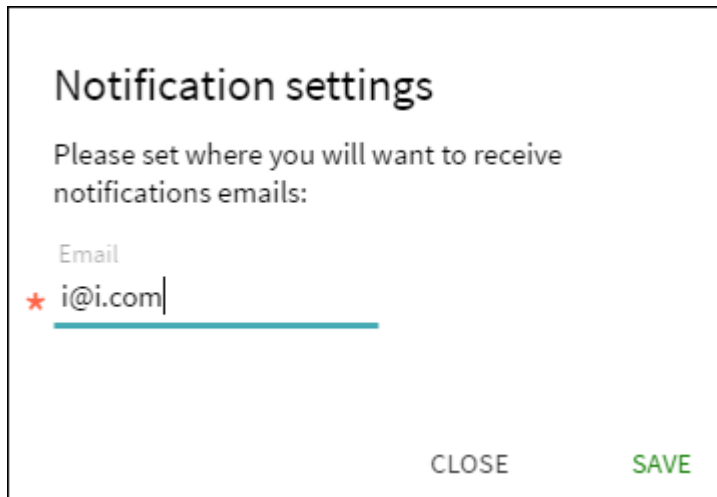 Notification settings
Please set where you will want to receive
notifications emails:
Email
* i@i.com
CLOSE SAVE